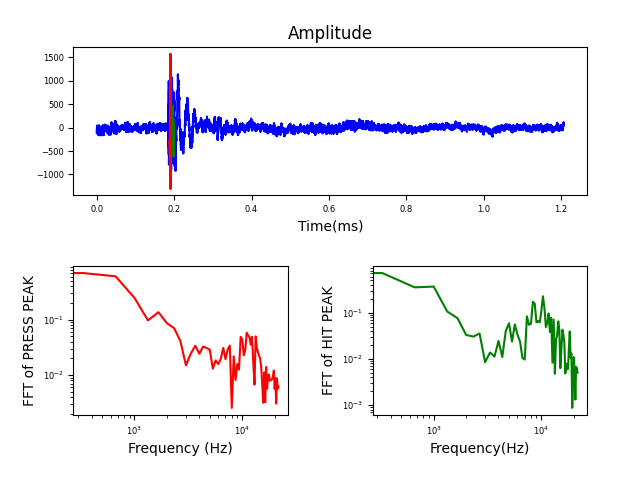 Amplitude
1500
1000
500
0
−500
−1000
0.0 0.2 0.4 0.6 0.8 1.0 1.2
Time(ms)
FFT of PRESS PEAK
10⁻¹
10⁻²
10³ 10⁴
Frequency (Hz)
FFT of HIT PEAK
10⁻¹
10⁻²
10⁻³
10³ 10⁴
Frequency(Hz)